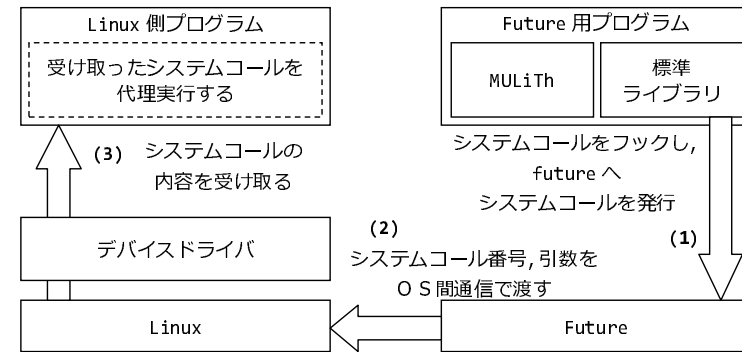 Linux 側プログラム
受け取ったシステムコールを
代理実行する
(3) システムコールの
内容を受け取る
デバイスドライバ
Linux
Future 用プログラム
MULiTh
標準
ライブラリ
システムコールをフックし,
future へ
システムコールを発行
(1)
(2)
システムコール番号,引数を
OS間通信で渡す
Future